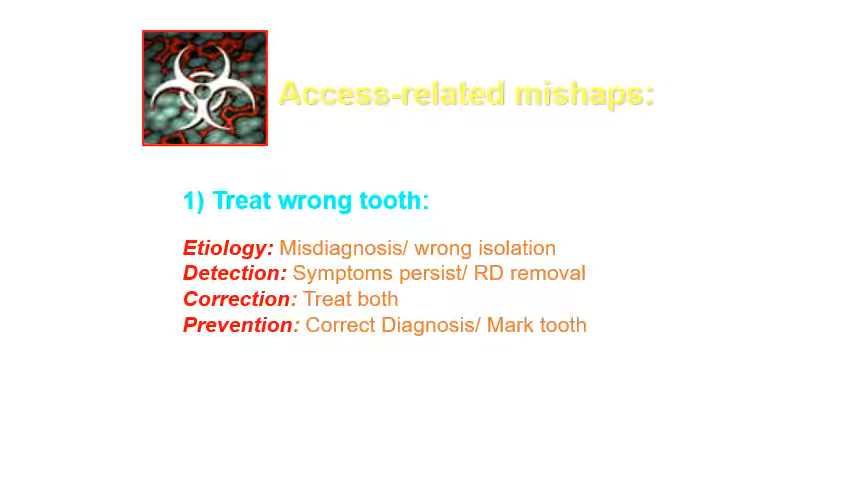 Access-related mishaps:
1) Treat wrong tooth:
Etiology: Misdiagnosis/ wrong isolation
Detection: Symptoms persist/ RD removal
Correction: Treat both
Prevention: Correct Diagnosis/ Mark tooth